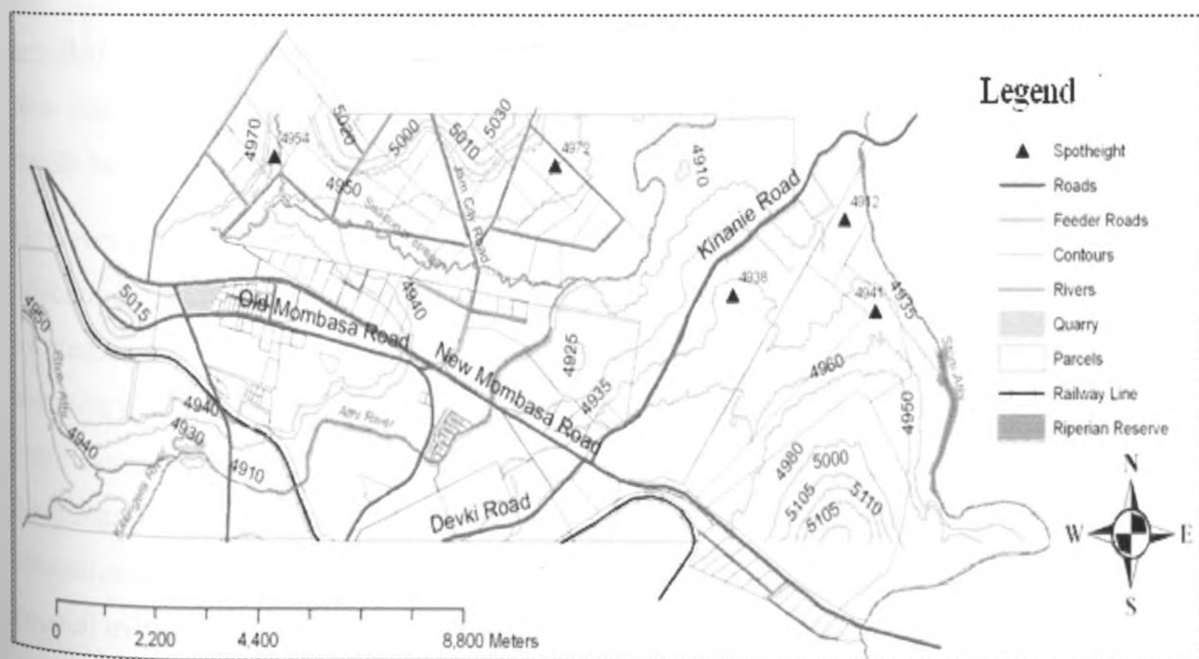 Legend
Spotheight
Roads
Feeder Roads
Contours
Rivers
Quarry
Parcels
Railway Line
Riperian Reserve
4970
4954
5020
5000
5010
5030
4972
4950
4910
Kinanie Road
4912
4938
4941
4935
5015
4950
Old Mombasa Road
4940
New Mombasa Road
4925
4935
4960
4950
4940
4930
4940
4910
Athi River
4980
5000
5105
5110
5105
Devki Road
N
W
E
S
0
2,200
4,400
8,800 Meters